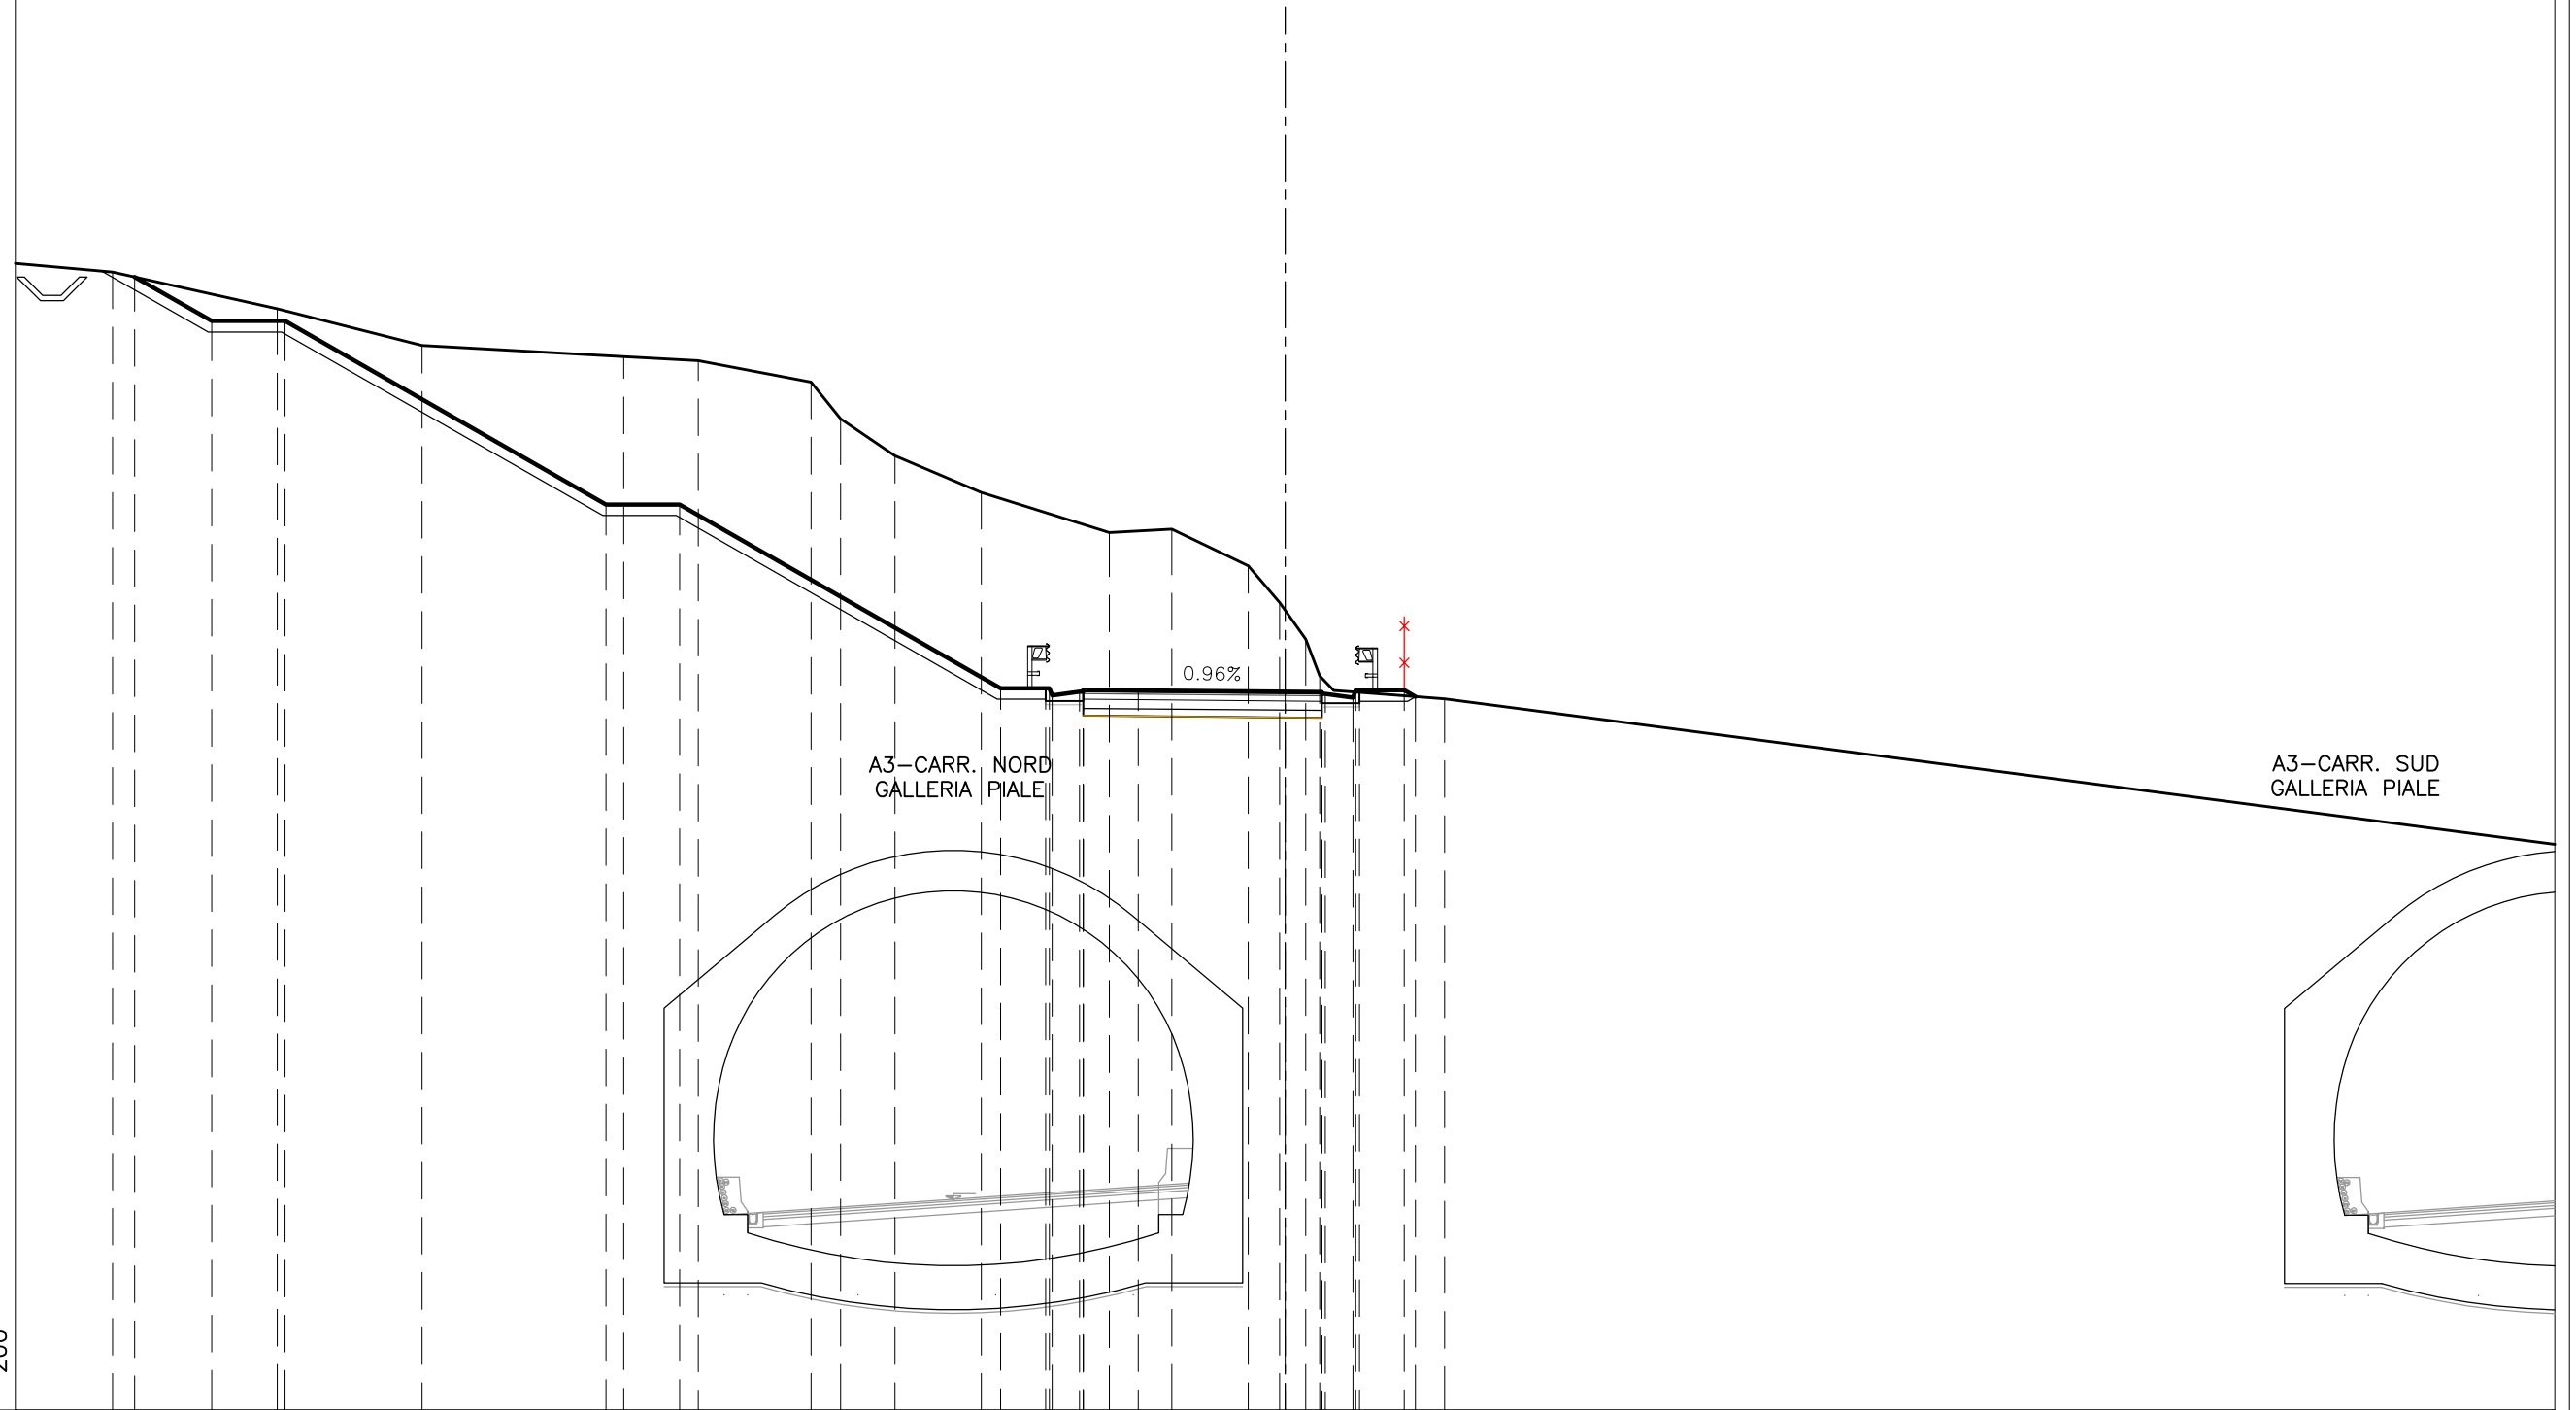 0.96%
A3-CARR. NORD
GALLERIA PIALE
A3-CARR. SUD
GALLERIA PIALE